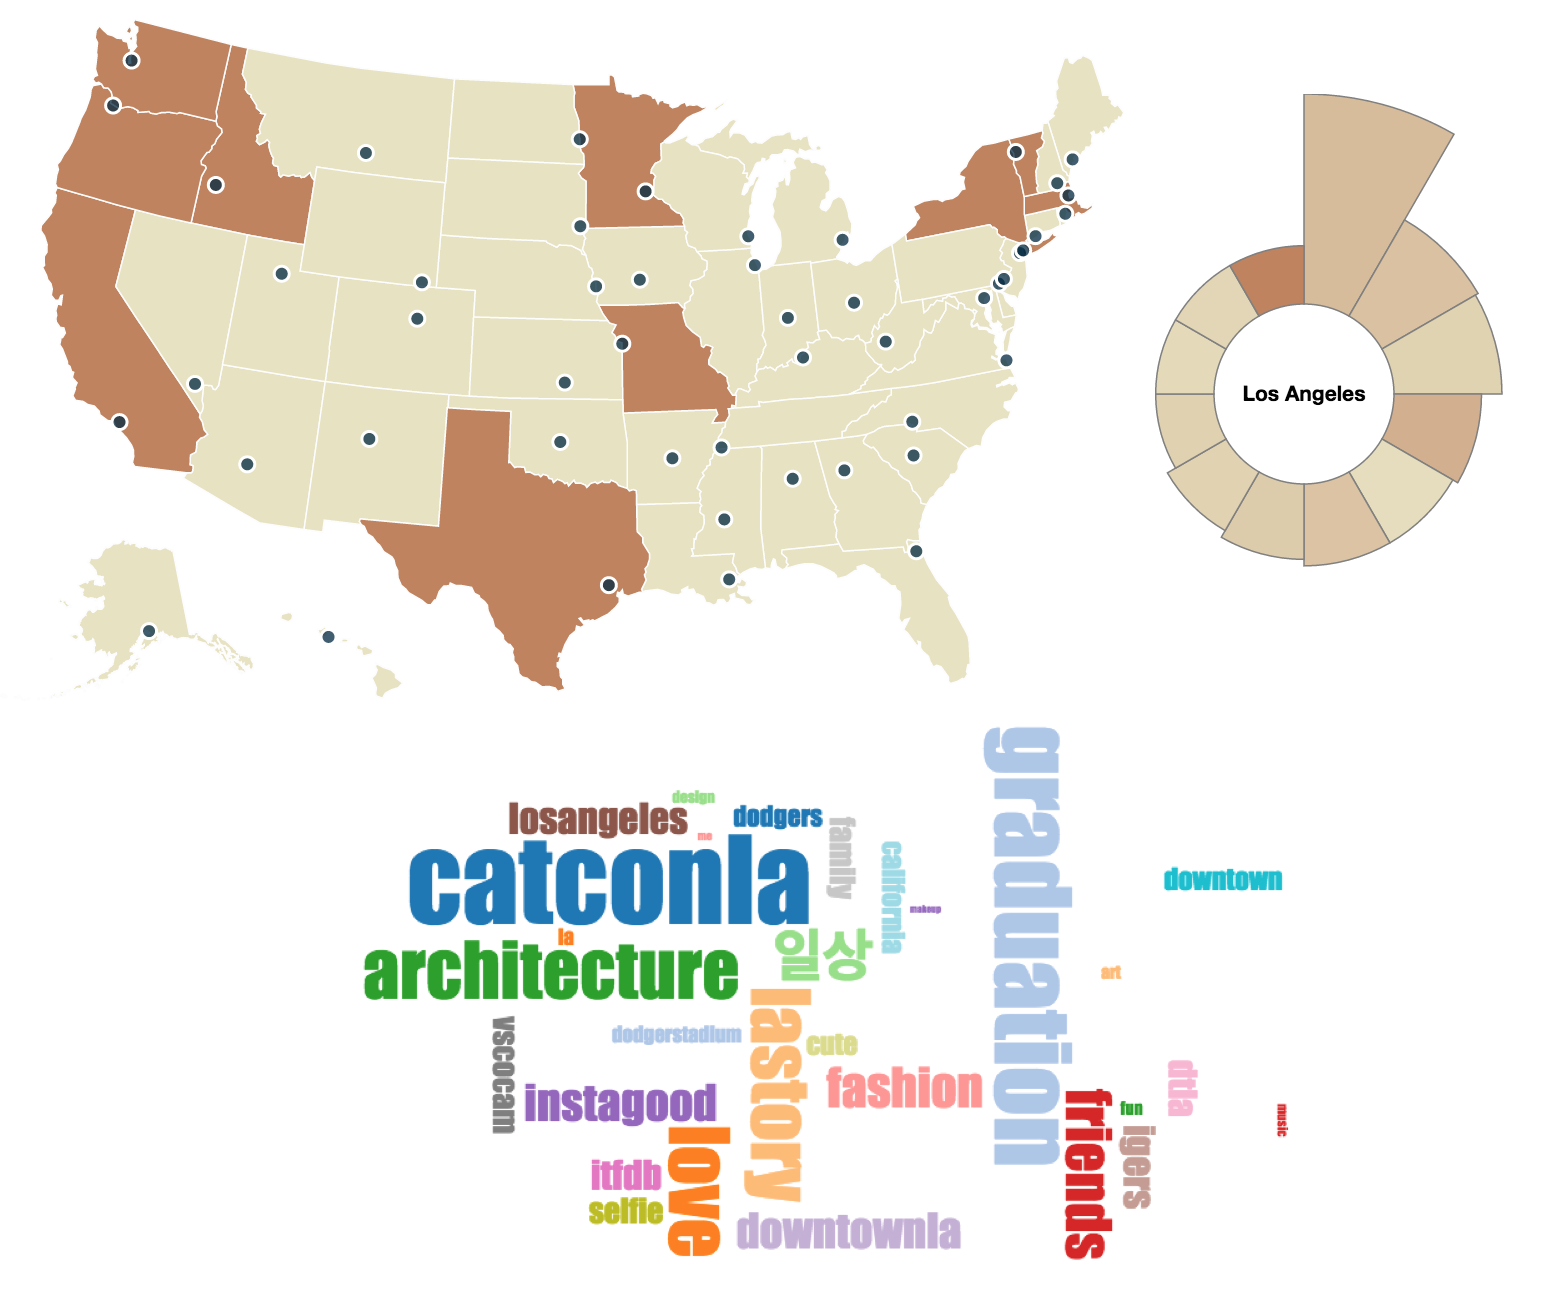 Los Angeles
graduation
design
losangeles
dodgers
me
family
catconla
california
downtown
makeup
la
일상
architecture
art
lastory
vscocam
dodgerstadium
cute
dtla
fashion
instagood
friends
fun
music
igers
love
itfdb
selfie
downtownla